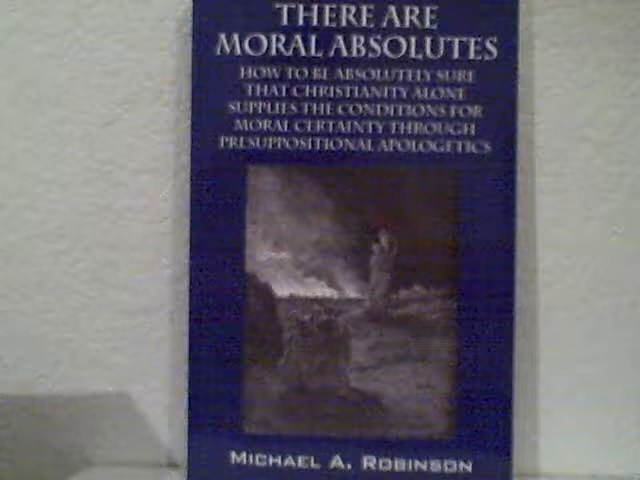 THERE ARE
MORAL ABSOLUTES
HOW TO BE ABSOLUTELY SURE
THAT CHRISTIANITY ALONE
SUPPLIES THE CONDITIONS FOR
MORAL CERTAINTY THROUGH
PRESUPPOSITIONAL APOLOGETICS
MICHAEL A. ROBINSON